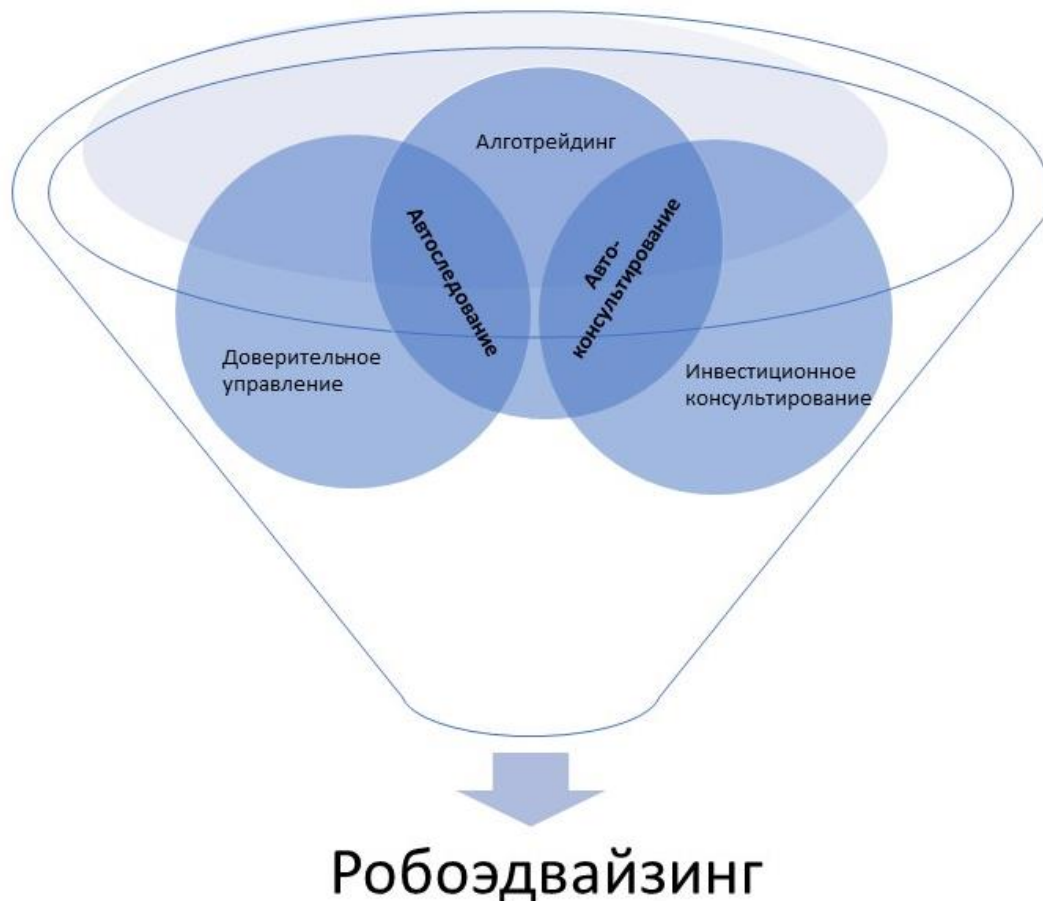 Алготрейдинг
Автоследование
Авто-
консультирование
Доверительное
управление
Инвестиционное
консультирование
Робоэдвайзинг